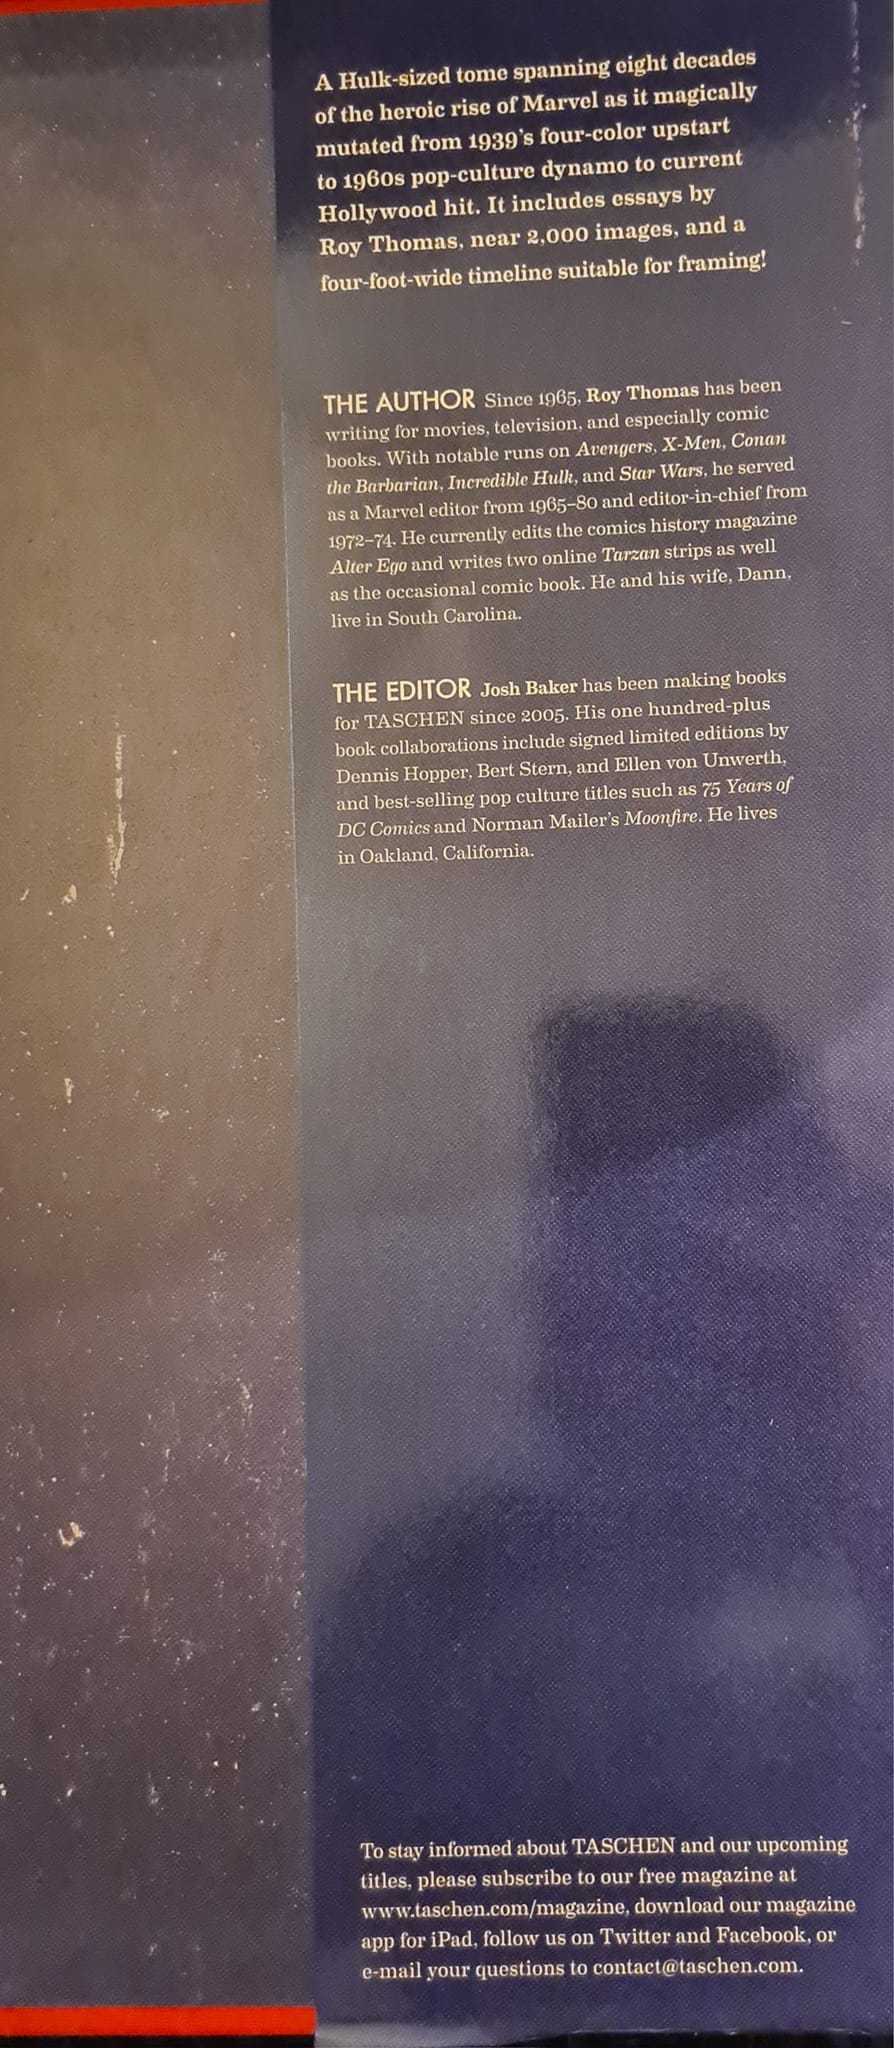 A Hulk-sized tome spanning eight decades
of the heroic rise of Marvel as it magically
mutated from 1939's four-color upstart
to 1960s pop-culture dynamo to current
Hollywood hit. It includes essays by
Roy Thomas, near 2,000 images, and a
four-foot-wide timeline suitable for framing!
THE AUTHOR Since 1965, Roy Thomas has been
writing for movies, television, and especially comic
books. With notable runs on Avengers, X-Men, Conan
the Barbarian, Incredible Hulk, and Star Wars, he served
as a Marvel editor from 1965–80 and editor-in-chief from
1972–74. He currently edits the comics history magazine
Alter Ego and writes two online Tarzan strips as well
as the occasional comic book. He and his wife, Dann,
live in South Carolina.
THE EDITOR Josh Baker has been making books
for TASCHEN since 2005. His one hundred-plus
book collaborations include signed limited editions by
Dennis Hopper, Bert Stern, and Ellen von Unwerth,
and best-selling pop culture titles such as 75 Years of
DC Comics and Norman Mailer's Moonfire. He lives
in Oakland, California.
To stay informed about TASCHEN and our upcoming
titles, please subscribe to our free magazine at
www.taschen.com/magazine, download our magazine
app for iPad, follow us on Twitter and Facebook, or
e-mail your questions to contact@taschen.com.